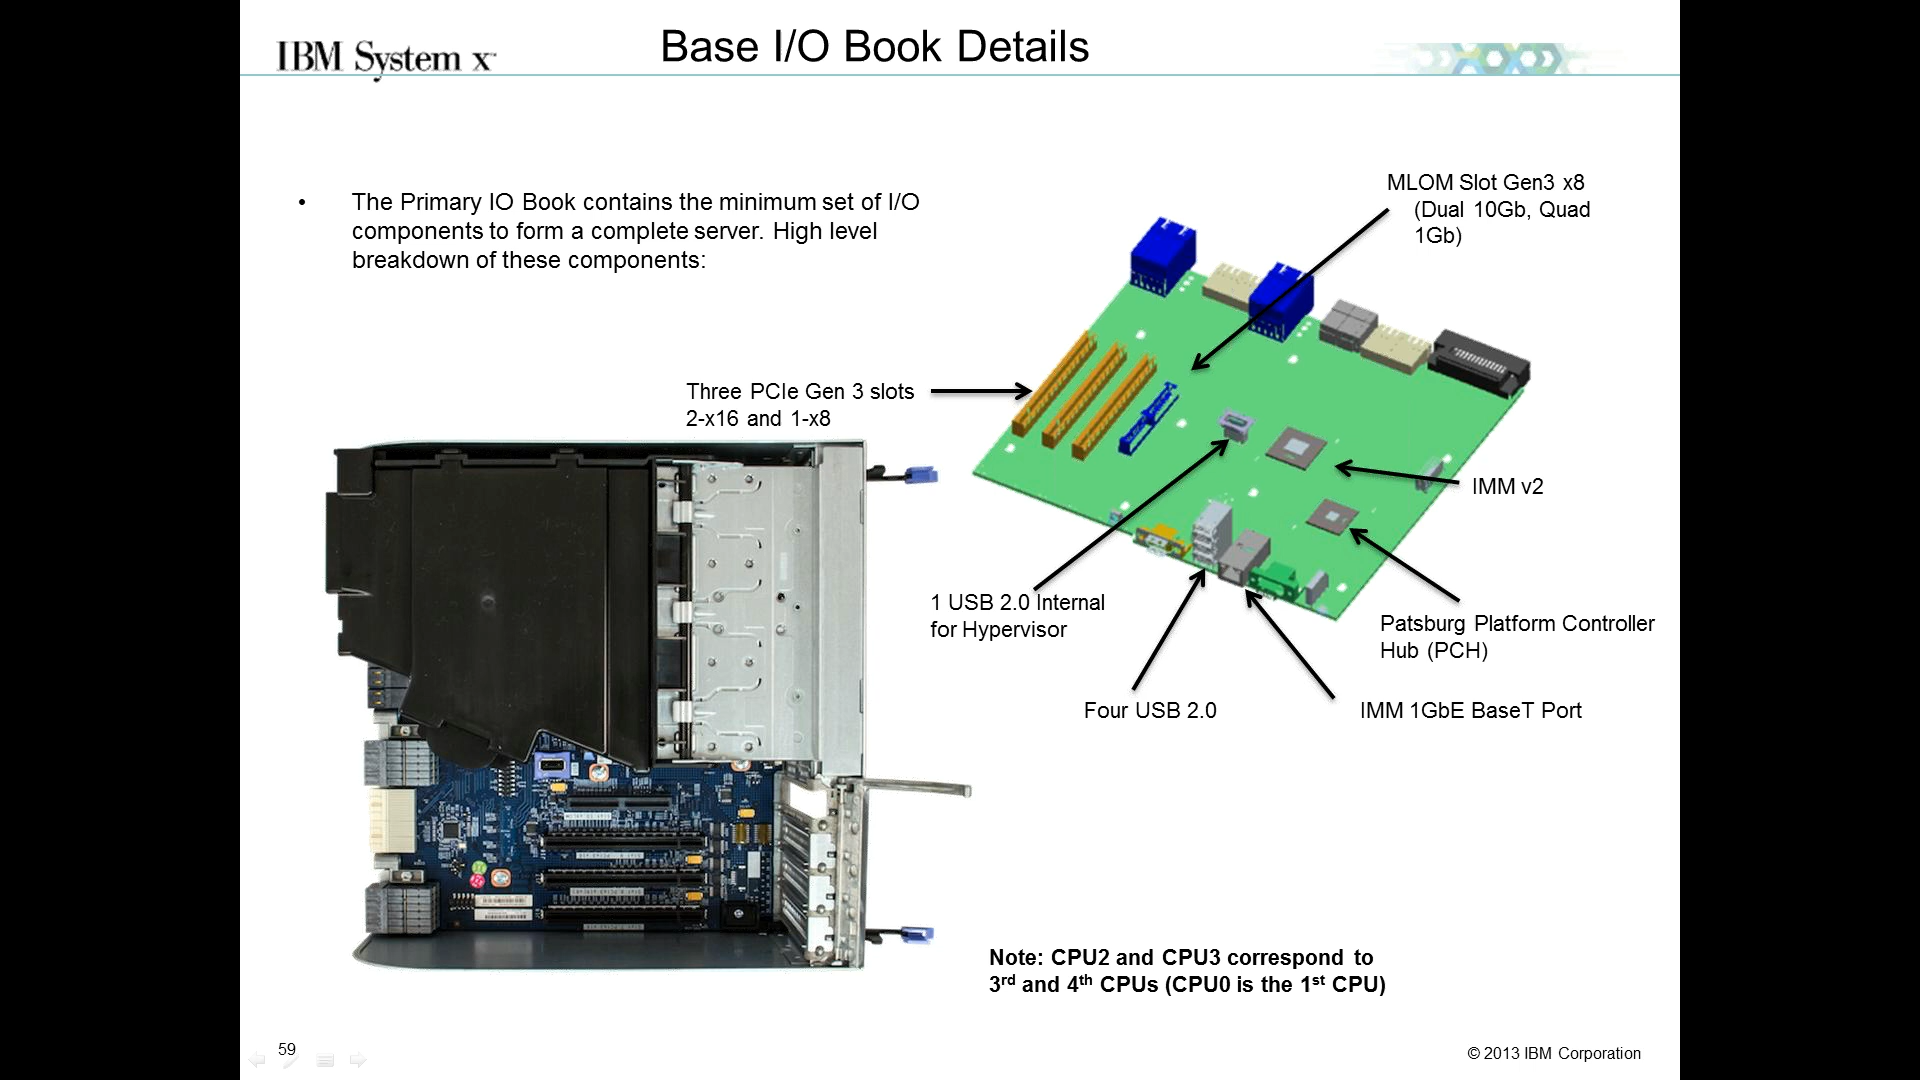 IBM System x
Base I/O Book Details
• The Primary IO Book contains the minimum set of I/O
components to form a complete server. High level
breakdown of these components:
MLOM Slot Gen3 x8
(Dual 10Gb, Quad
1Gb)
Three PCIe Gen 3 slots
2-x16 and 1-x8
IMM v2
1 USB 2.0 Internal
for Hypervisor
Patsburg Platform Controller
Hub (PCH)
Four USB 2.0
IMM 1GbE BaseT Port
Note: CPU2 and CPU3 correspond to
3rd and 4th CPUs (CPU0 is the 1st CPU)
59
© 2013 IBM Corporation